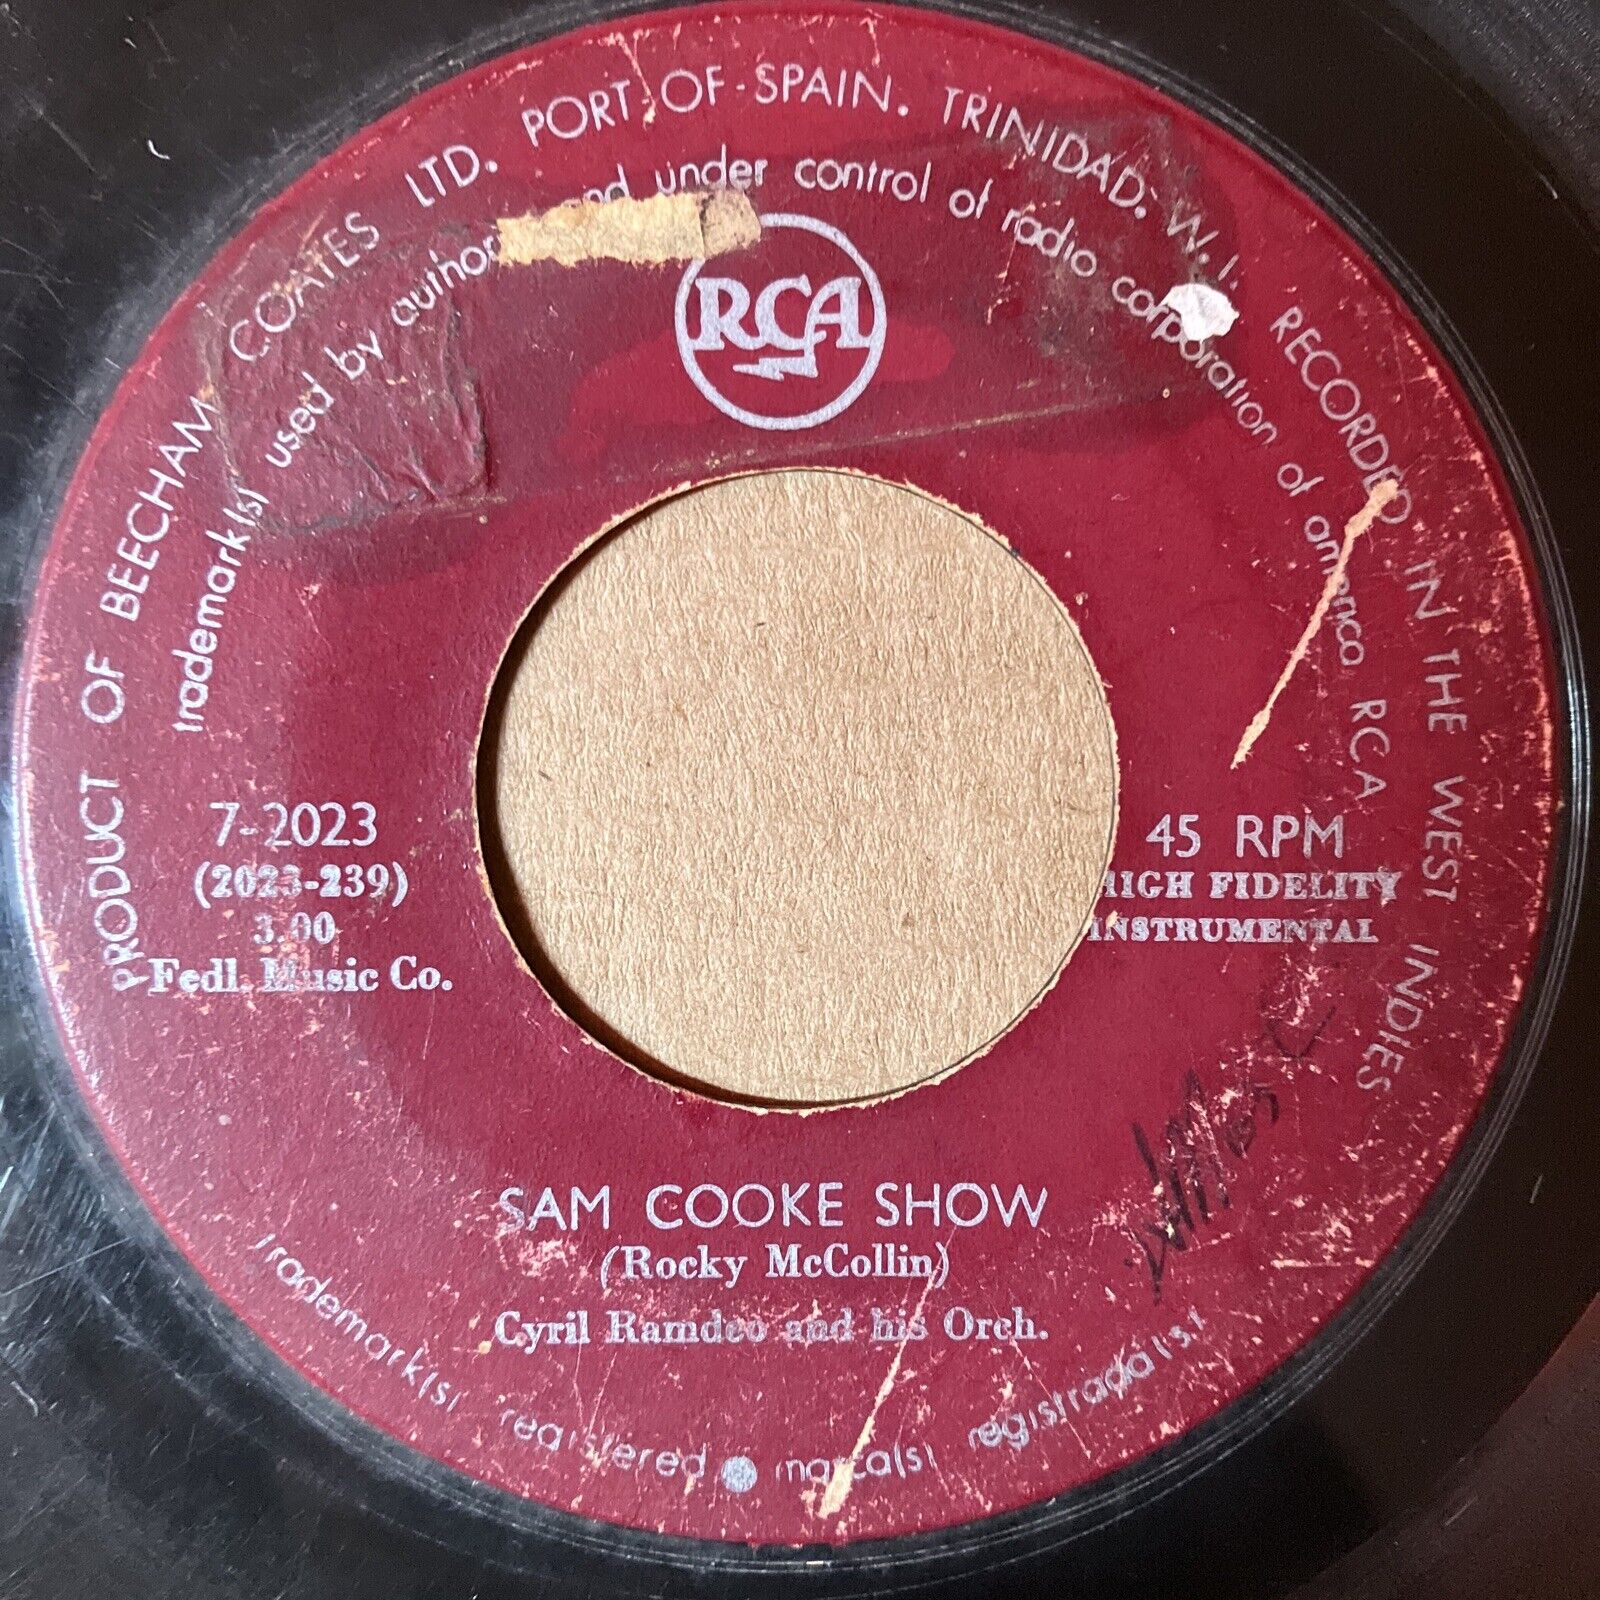 PRODUCT OF BEECHAM COATES LTD. PORT-OF-SPAIN. TRINIDAD. W.I. RECORDED IN THE WEST INDIES
trademark(s) used by author and under control of radio corporation of america RCA
RCA
7-2023
(2023-239)
3.00
Fedl. Music Co.
45 RPM
HIGH FIDELITY
INSTRUMENTAL
SAM COOKE SHOW
(Rocky McCollin)
Cyril Ramdeo and his Orch.
trademark(s) registered marca(s) registrada(s)